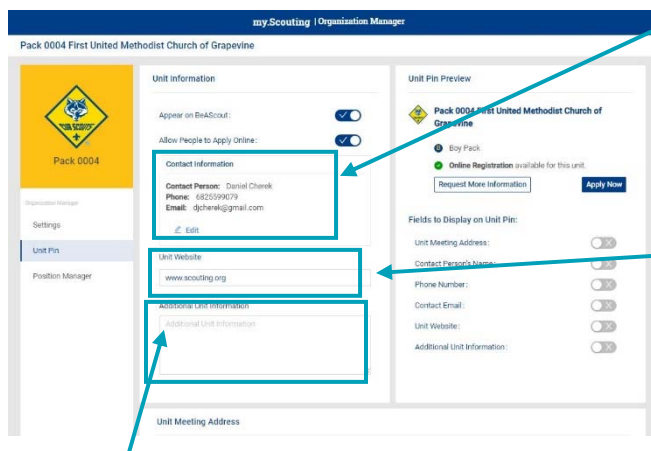 my.Scouting | Organization Manager
Pack 0004 First United Methodist Church of Grapevine
CUB SCOUTS
Pack 0004
Organization Manager
Settings
Unit Pin
Position Manager
Unit Information
Appear on BeAScout:
Allow People to Apply Online:
Contact Information
Contact Person: Daniel Cherek
Phone: 6825599079
Email: djcherek@gmail.com
Edit
Unit Website
www.scouting.org
Additional Unit Information
Additional Unit Information
Unit Meeting Address
Unit Pin Preview
Pack 0004 First United Methodist Church of
Grapevine
Boy Pack
Online Registration available for this unit.
Request More Information
Apply Now
Fields to Display on Unit Pin:
Unit Meeting Address:
Contact Person's Name:
Phone Number:
Contact Email:
Unit Website:
Additional Unit Information: